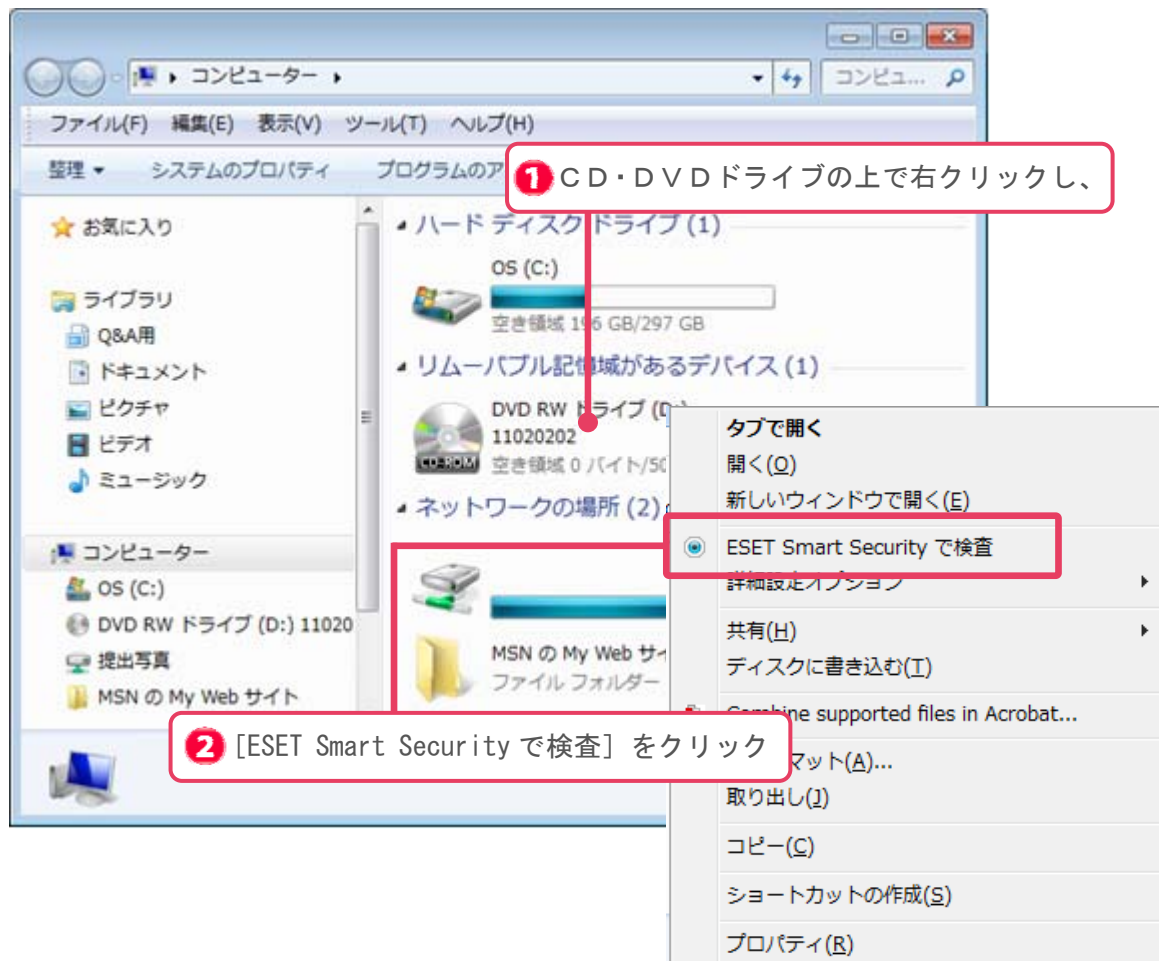 コンピューター
コンピュ...
ファイル(F) 編集(E) 表示(V) ツール(T) ヘルプ(H)
整理 システムのプロパティ プログラムのア
1 CD・DVDドライブの上で右クリックし、
お気に入り
ライブラリ
Q&A用
ドキュメント
ピクチャ
ビデオ
ミュージック
コンピューター
OS (C:)
DVD RW ドライブ (D:) 11020
提出写真
MSN の My Web サイト
ハード ディスク ドライブ (1)
OS (C:)
空き領域 196 GB/297 GB
リムーバブル記憶域があるデバイス (1)
DVD RW ドライブ (D:)
11020202
CD-ROM
空き領域 0 バイト/50
ネットワークの場所 (2)
MSN の My Web サイ
ファイル フォルダー
タブで開く
開く(O)
新しいウィンドウで開く(E)
ESET Smart Security で検査
詳細設定オプション
共有(H)
ディスクに書き込む(T)
Combine supported files in Acrobat...
マット(A)...
取り出し(J)
コピー(C)
ショートカットの作成(S)
プロパティ(R)
2 [ESET Smart Security で検査] をクリック